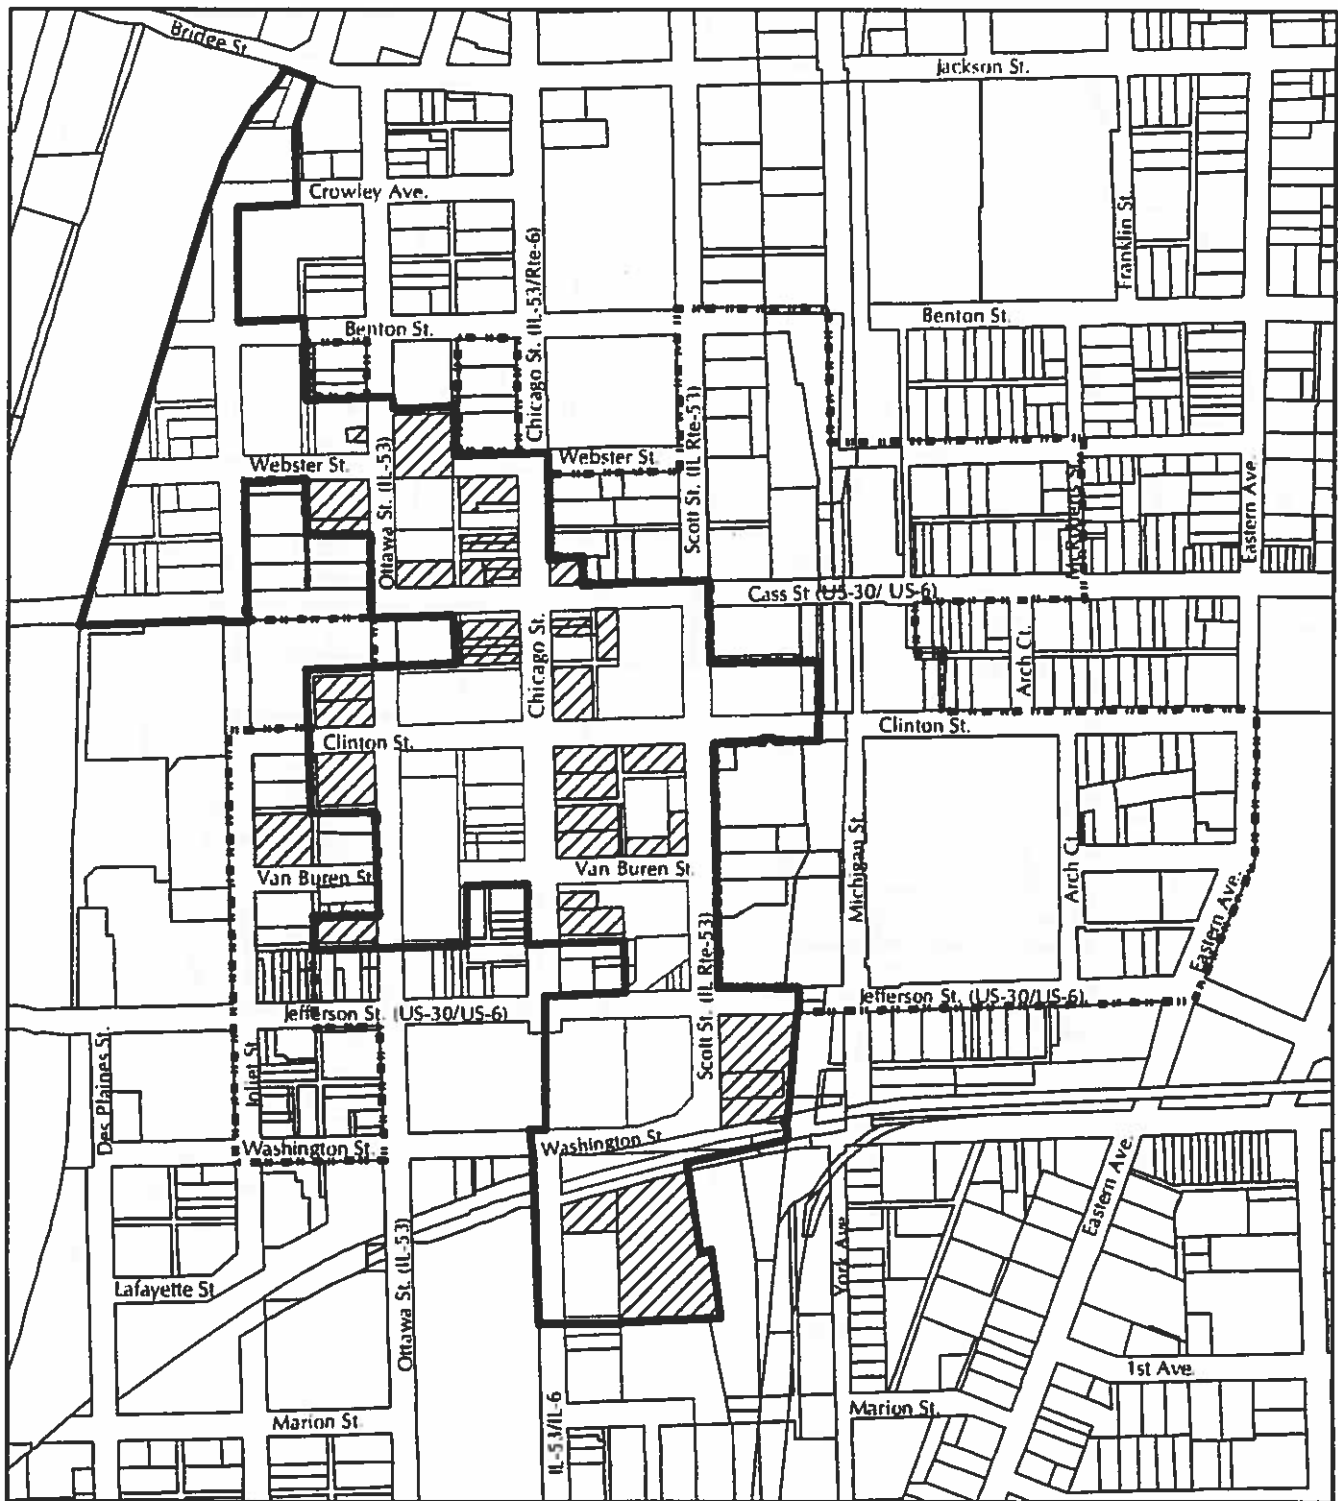 Bridge St.
Jackson St.
Crowley Ave.
Franklin St.
Chicago St. (IL-53/Rte-6)
Benton St.
Benton St.
Webster St.
Ottawa St. (IL-53)
Webster St.
Scott St. (IL Rte-53)
McRoberts St.
Eastern Ave.
Cass St (US-30/ US-6)
Chicago St.
Arch Ct.
Clinton St.
Clinton St.
Van Buren St.
Van Buren St.
Michigan St.
Arch Ct.
Eastern Ave.
Scott St. (IL Rte-53)
Jefferson St. (US-30/US-6)
Jefferson St. (US-30/US-6)
Des Plaines St.
Joliet St.
Washington St.
Washington St.
Eastern Ave.
York Ave
Lafayette St
Ottawa St. (IL-53)
1st Ave.
Marion St
Marion St.
IL-53/IL-6